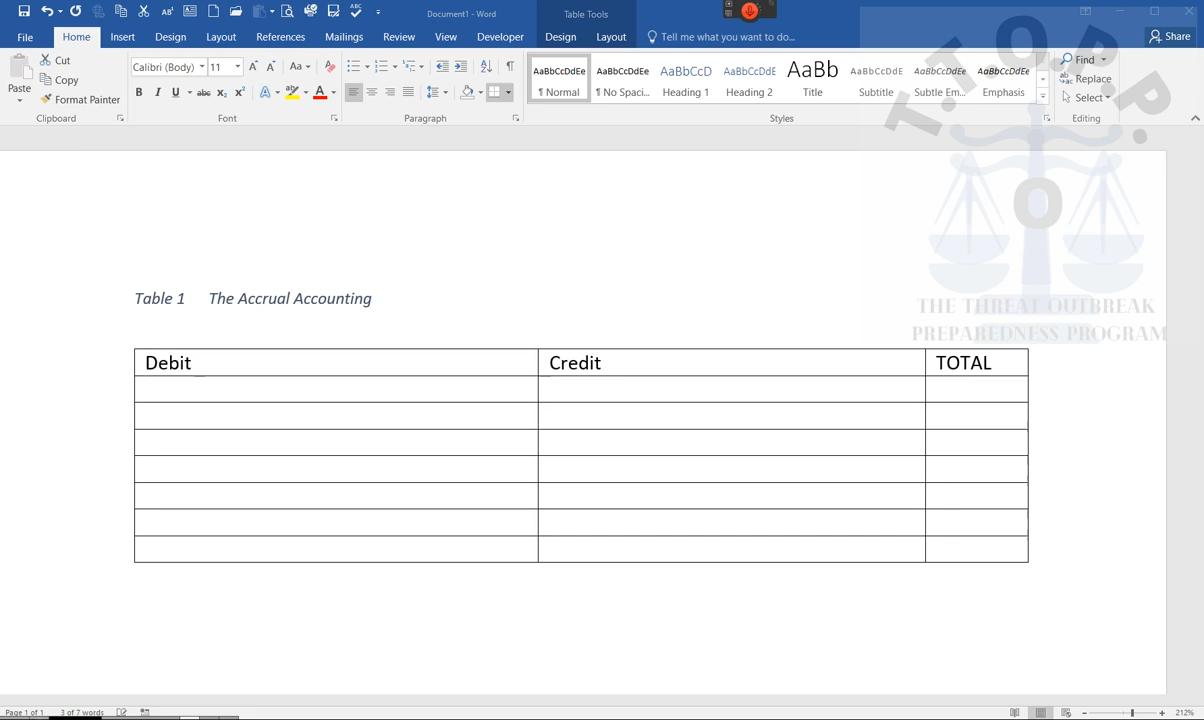 Document1 - Word
Table Tools
File Home Insert Design Layout References Mailings Review View Developer Design Layout Tell me what you want to do... Share
Paste
Cut
Copy
Format Painter
Clipboard
Calibri (Body) 11
Font
Paragraph
AaBbCcDdEe AaBbCcDdEe AaBbCcD AaBbCcDdE AaBb AaBbCcDdE AaBbCcDdEe AaBbCcDdEe
¶ Normal ¶ No Spaci... Heading 1 Heading 2 Title Subtitle Subtle Em... Emphasis
Styles
Find
Replace
Select
Editing
T.T.O.P.P.
THE THREAT OUTBREAK
PREPAREDNESS PROGRAM
Table 1 The Accrual Accounting
Debit Credit TOTAL
Page 1 of 1 3 of 7 words 212%